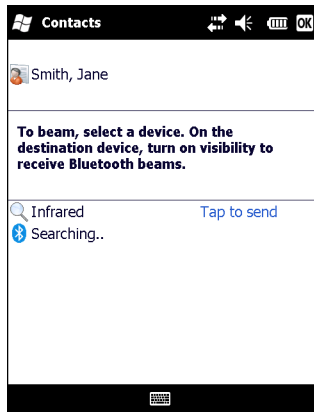 Contacts
OK
Smith, Jane
To beam, select a device. On the
destination device, turn on visibility to
receive Bluetooth beams.
Infrared Tap to send
Searching..